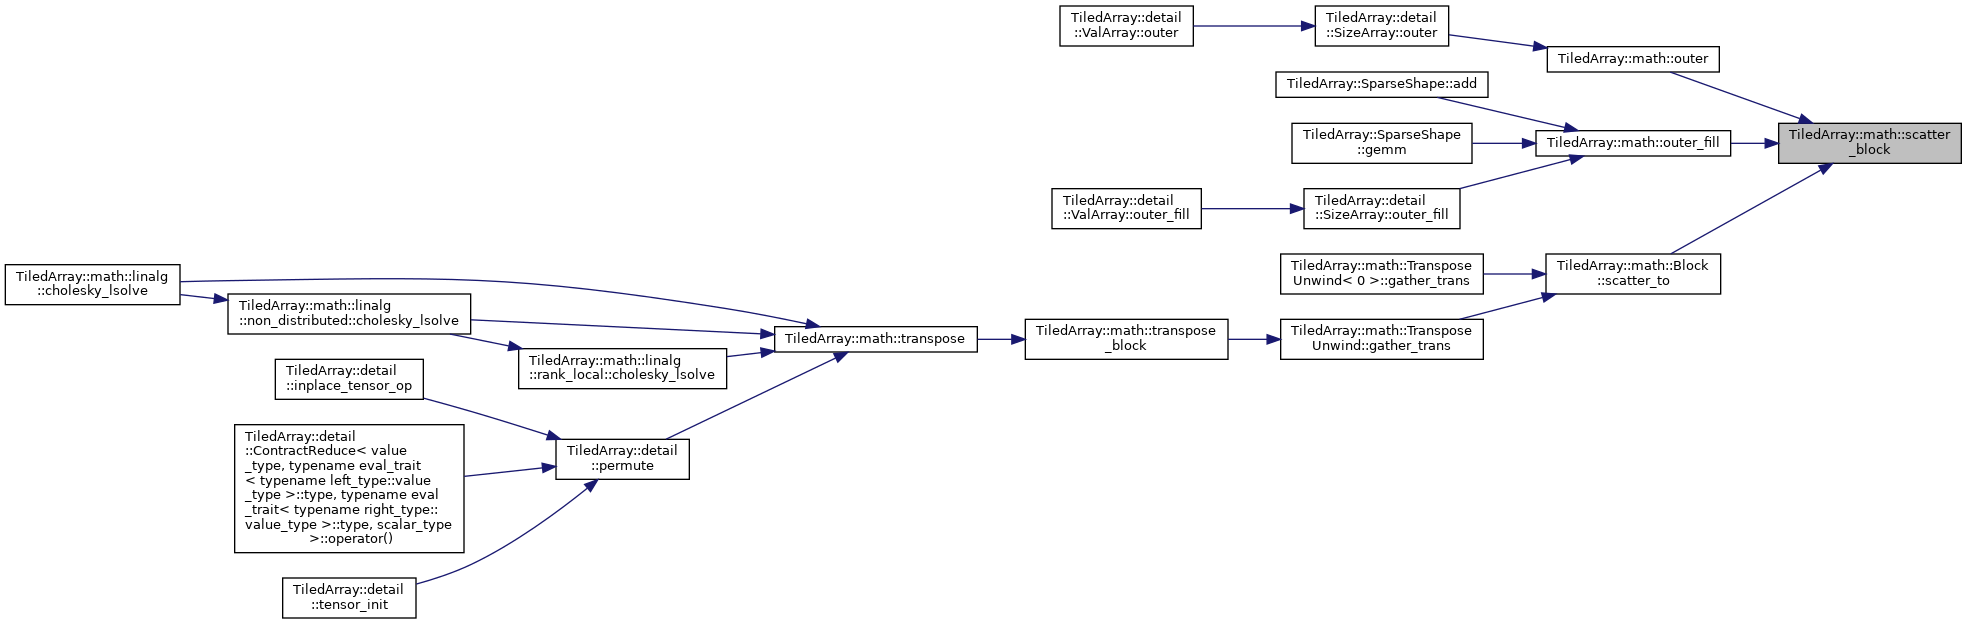 TiledArray::detail
::ValArray::outer
TiledArray::detail
::SizeArray::outer
TiledArray::math::outer
TiledArray::SparseShape::add
TiledArray::SparseShape
::gemm
TiledArray::math::outer_fill
TiledArray::math::scatter
_block
TiledArray::detail
::ValArray::outer_fill
TiledArray::detail
::SizeArray::outer_fill
TiledArray::math::Transpose
Unwind< 0 >::gather_trans
TiledArray::math::Block
::scatter_to
TiledArray::math::linalg
::cholesky_lsolve
TiledArray::math::linalg
::non_distributed::cholesky_lsolve
TiledArray::math::transpose
TiledArray::math::transpose
_block
TiledArray::math::Transpose
Unwind::gather_trans
TiledArray::math::linalg
::rank_local::cholesky_lsolve
TiledArray::detail
::inplace_tensor_op
TiledArray::detail
::ContractReduce< value
_type, typename eval_trait
< typename left_type::value
_type >::type, typename eval
_trait< typename right_type::
value_type >::type, scalar_type
>::operator()
TiledArray::detail
::permute
TiledArray::detail
::tensor_init